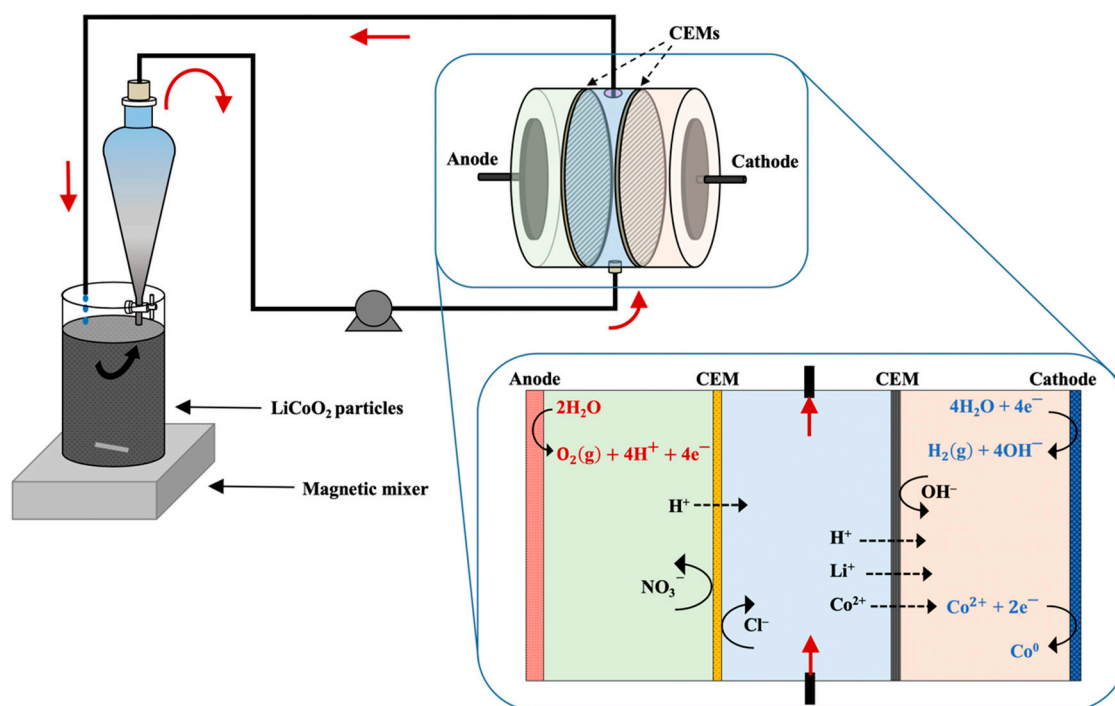 CEMs
Anode
Cathode
LiCoO₂ particles
Magnetic mixer
Anode
CEM
CEM
Cathode
2H₂O
O₂(g) + 4H⁺ + 4e⁻
4H₂O + 4e⁻
H₂(g) + 4OH⁻
OH⁻
H⁺
H⁺
Li⁺
NO₃⁻
Co²⁺
Co²⁺ + 2e⁻
Cl⁻
Co⁰